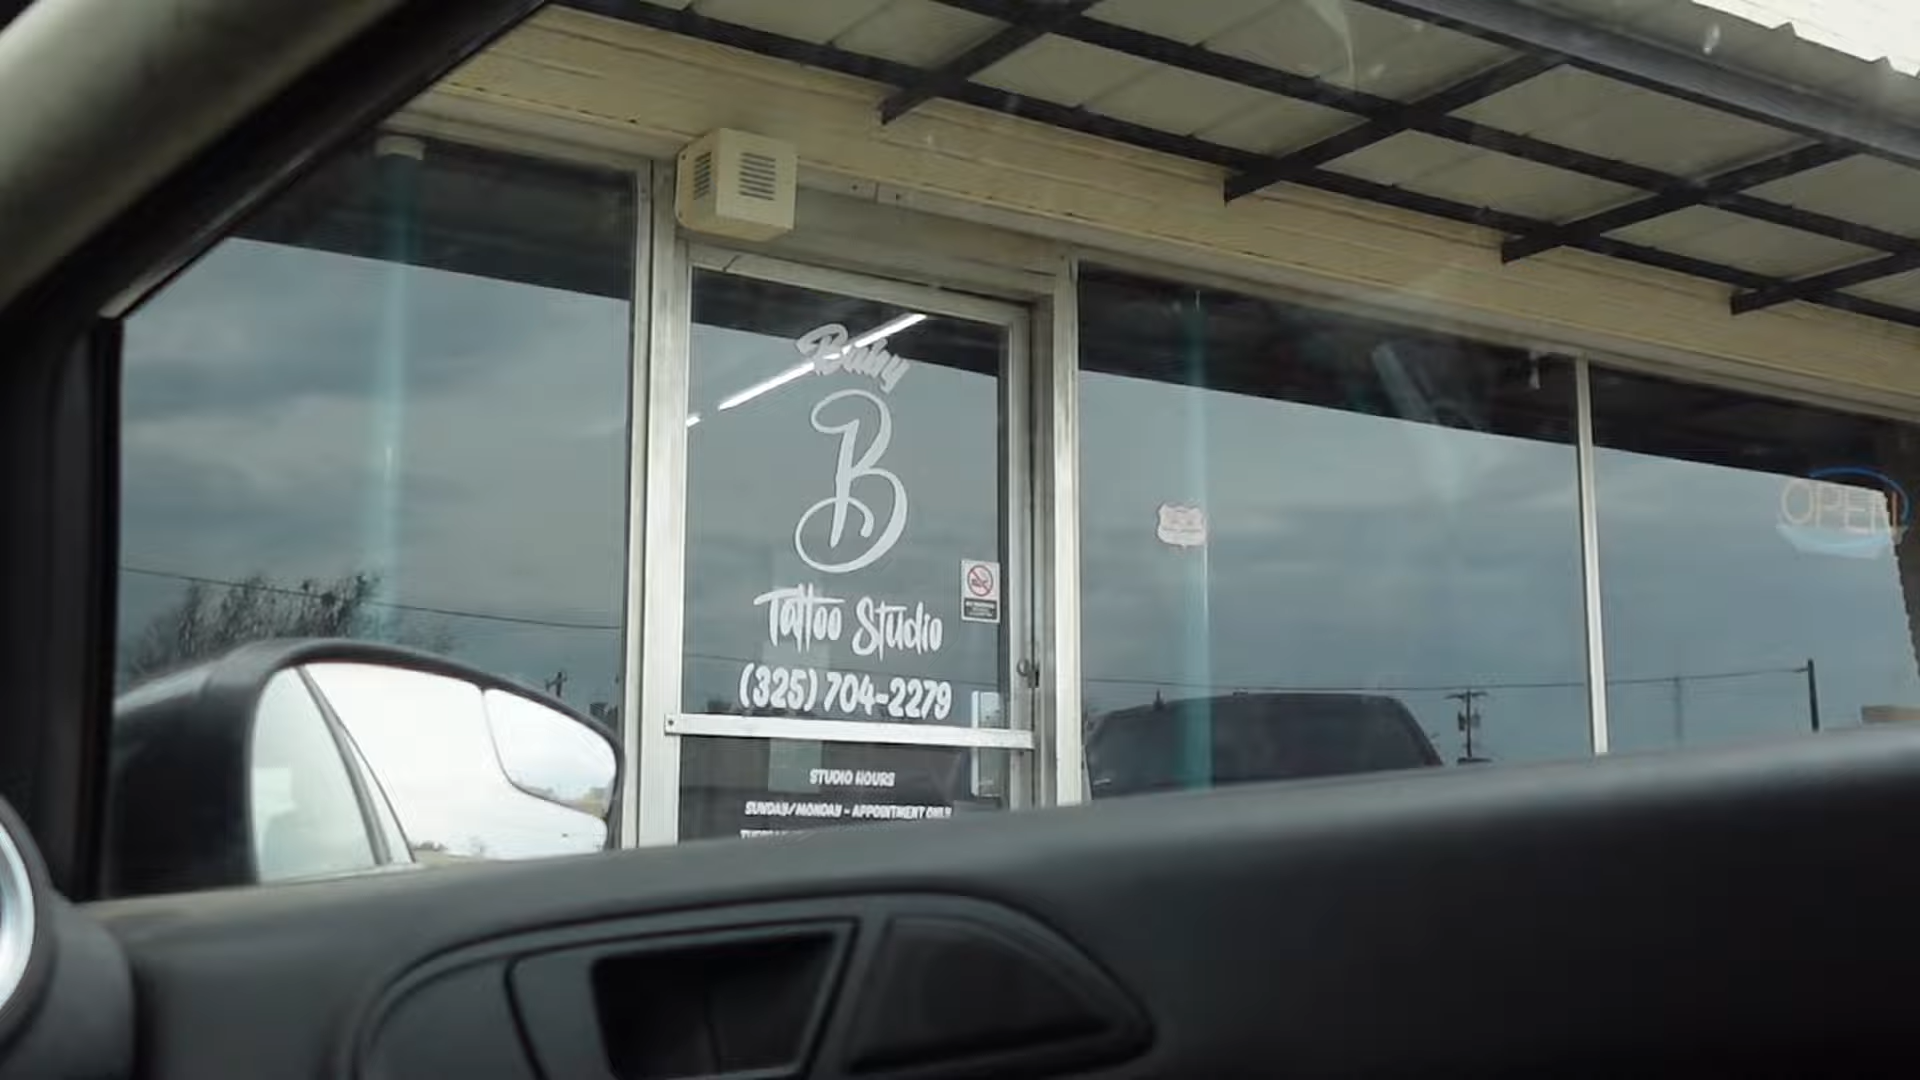 Baby
B
Tattoo Studio
(325) 704-2279
STUDIO HOURS
SUNDAY/MONDAY - APPOINTMENT ONLY
OPEN